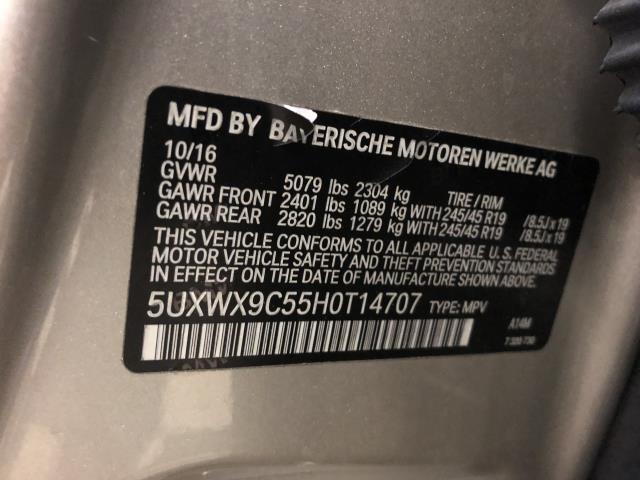 MFD BY BAYERISCHE MOTOREN WERKE AG
10/16
GVWR 5079 lbs 2304 kg TIRE / RIM
GAWR FRONT 2401 lbs 1089 kg WITH 245/45 R19 /8.5J x 19
GAWR REAR 2820 lbs 1279 kg WITH 245/45 R19 /8.5J x 19
THIS VEHICLE CONFORMS TO ALL APPLICABLE U. S. FEDERAL
MOTOR VEHICLE SAFETY AND THEFT PREVENTION STANDARDS
IN EFFECT ON THE DATE OF MANUFACTURE SHOWN ABOVE.
5UXWX9C55H0T14707 TYPE: MPV
A14M